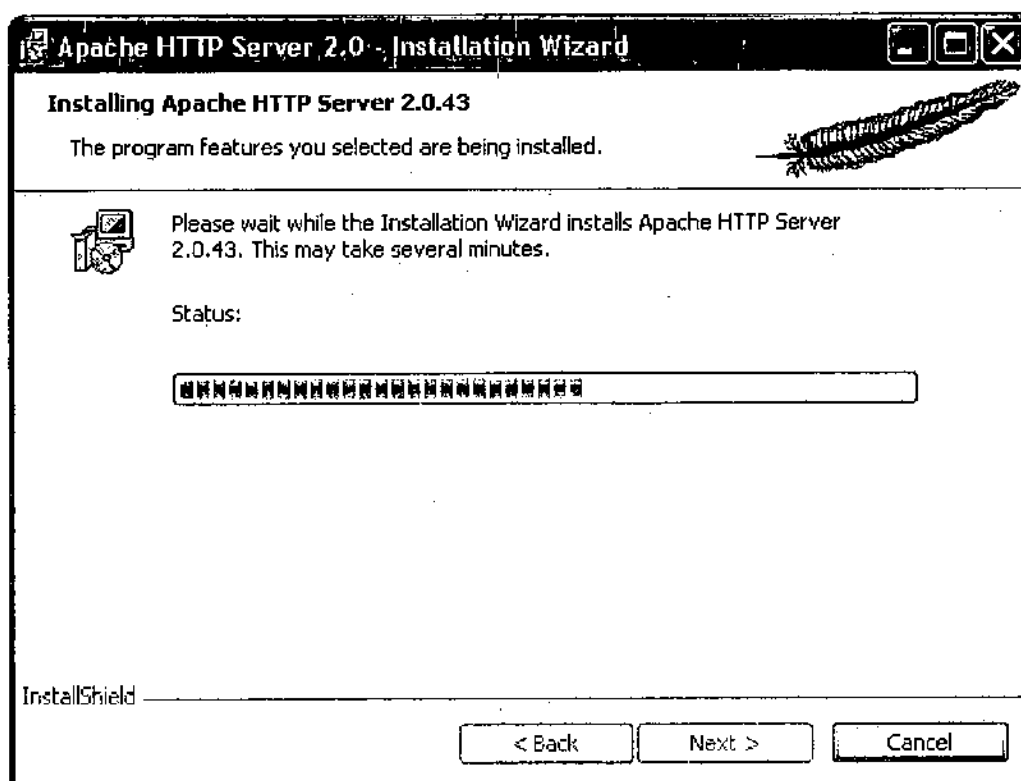 Apache HTTP Server 2.0 - Installation Wizard
Installing Apache HTTP Server 2.0.43
The program features you selected are being installed.
Please wait while the Installation Wizard installs Apache HTTP Server
2.0.43. This may take several minutes.
Status:
InstallShield
< Back
Next >
Cancel